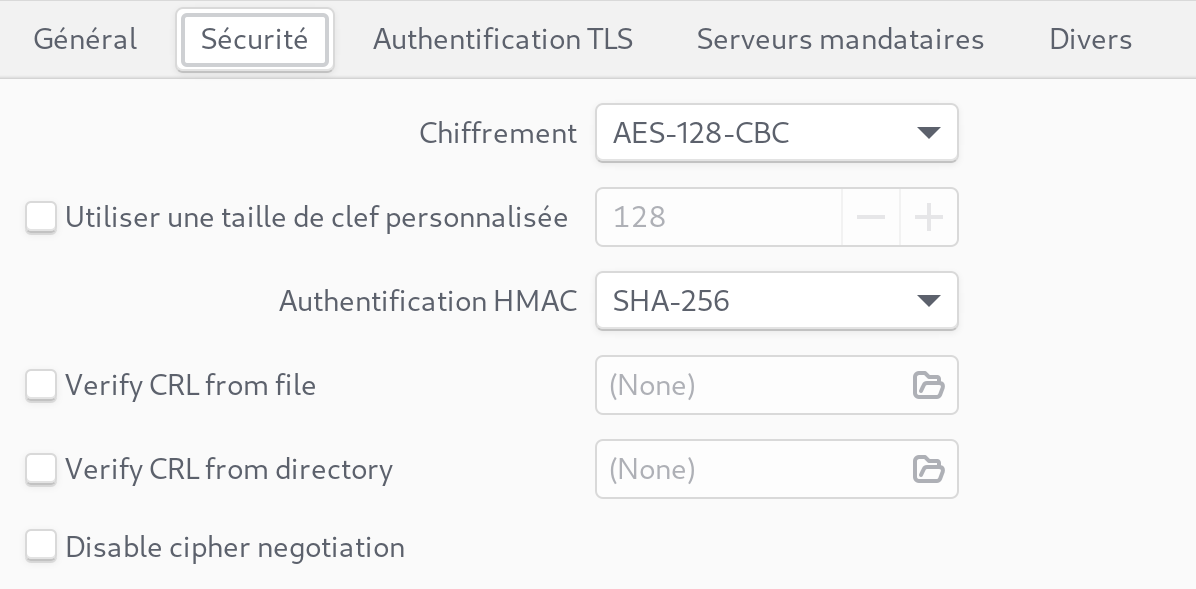 Général Sécurité Authentification TLS Serveurs mandataires Divers
Chiffrement AES-128-CBC
Utiliser une taille de clef personnalisée 128
Authentification HMAC SHA-256
Verify CRL from file (None)
Verify CRL from directory (None)
Disable cipher negotiation